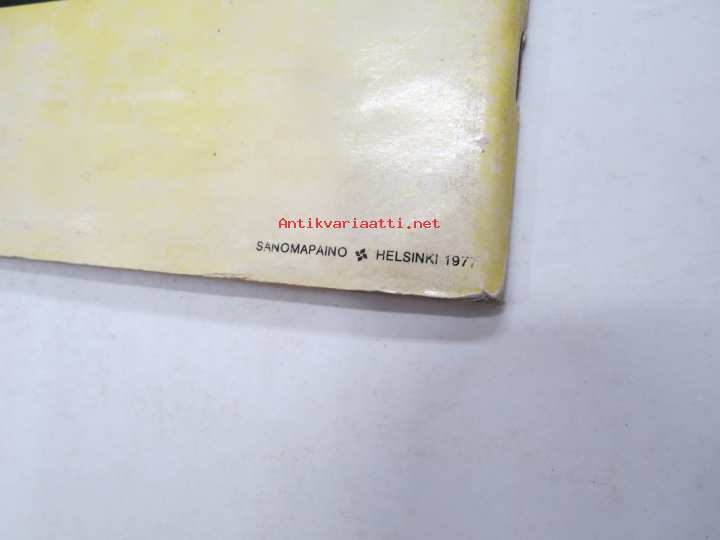 Antikvariaatti.net
SANOMAPAINO HELSINKI 1977